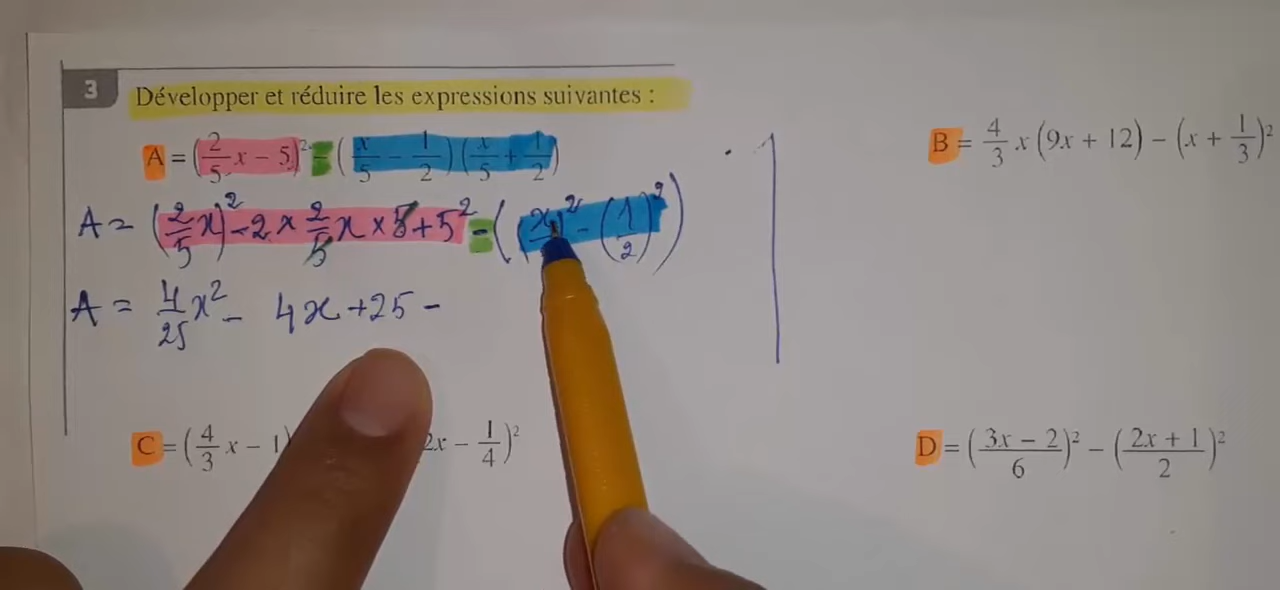 3 Développer et réduire les expressions suivantes :
A = (2/5 x − 5)² − (x/5 − 1/2)(x/5 + 1/2)
A = (2/5 x)² − 2 × 2/5 x × 5 + 5² − ((x)² − (1/2)²)
A = 4/25 x² − 4x + 25 −
B = 4/3 x (9x + 12) − (x + 1/3)²
C = (4/3 x − 1) 2x − 1/4)²
D = ((3x − 2)/6)² − ((2x + 1)/2)²